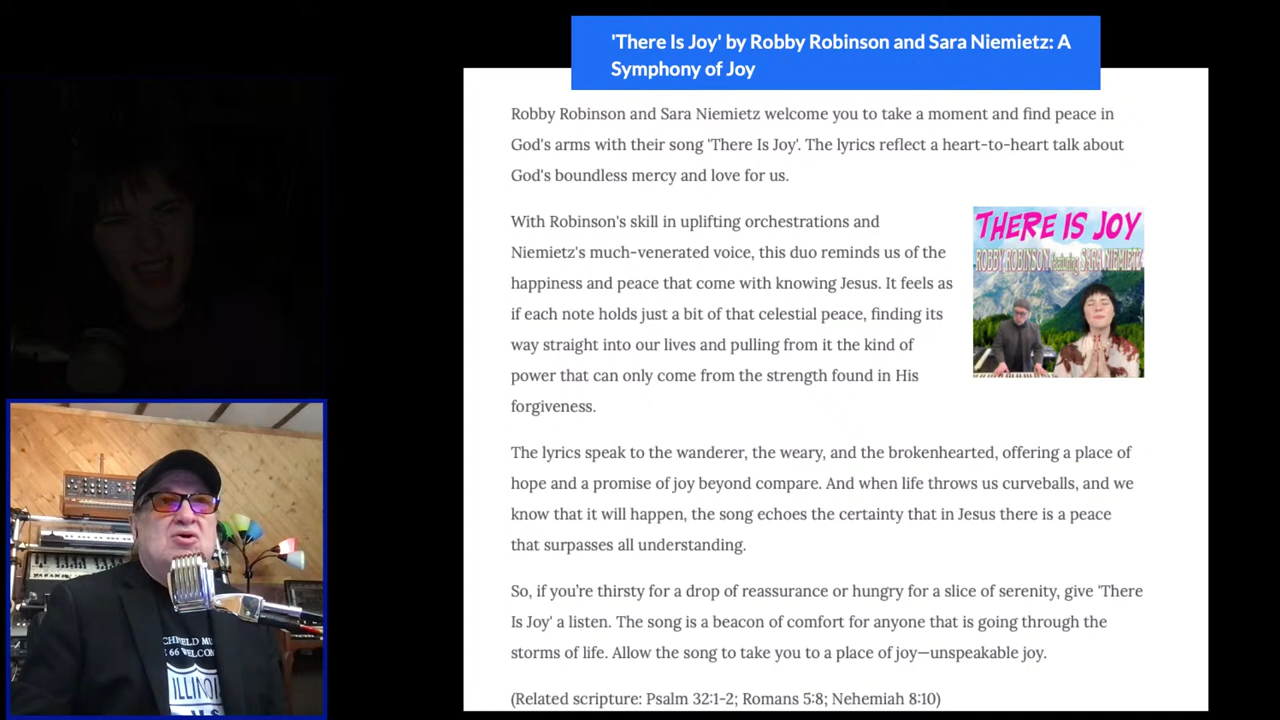 'There Is Joy' by Robby Robinson and Sara Niemietz: A
Symphony of Joy
Robby Robinson and Sara Niemietz welcome you to take a moment and find peace in
God's arms with their song 'There Is Joy'. The lyrics reflect a heart-to-heart talk about
God's boundless mercy and love for us.
With Robinson's skill in uplifting orchestrations and
Niemietz's much-venerated voice, this duo reminds us of the
happiness and peace that come with knowing Jesus. It feels as
if each note holds just a bit of that celestial peace, finding its
way straight into our lives and pulling from it the kind of
power that can only come from the strength found in His
forgiveness.
THERE IS JOY
ROBBY ROBINSON featuring SARA NIEMIETZ
The lyrics speak to the wanderer, the weary, and the brokenhearted, offering a place of
hope and a promise of joy beyond compare. And when life throws us curveballs, and we
know that it will happen, the song echoes the certainty that in Jesus there is a peace
that surpasses all understanding.
So, if you're thirsty for a drop of reassurance or hungry for a slice of serenity, give 'There
Is Joy' a listen. The song is a beacon of comfort for anyone that is going through the
storms of life. Allow the song to take you to a place of joy—unspeakable joy.
(Related scripture: Psalm 32:1-2; Romans 5:8; Nehemiah 8:10)
CHFIELD MU
66 WELCO
ILLINOI